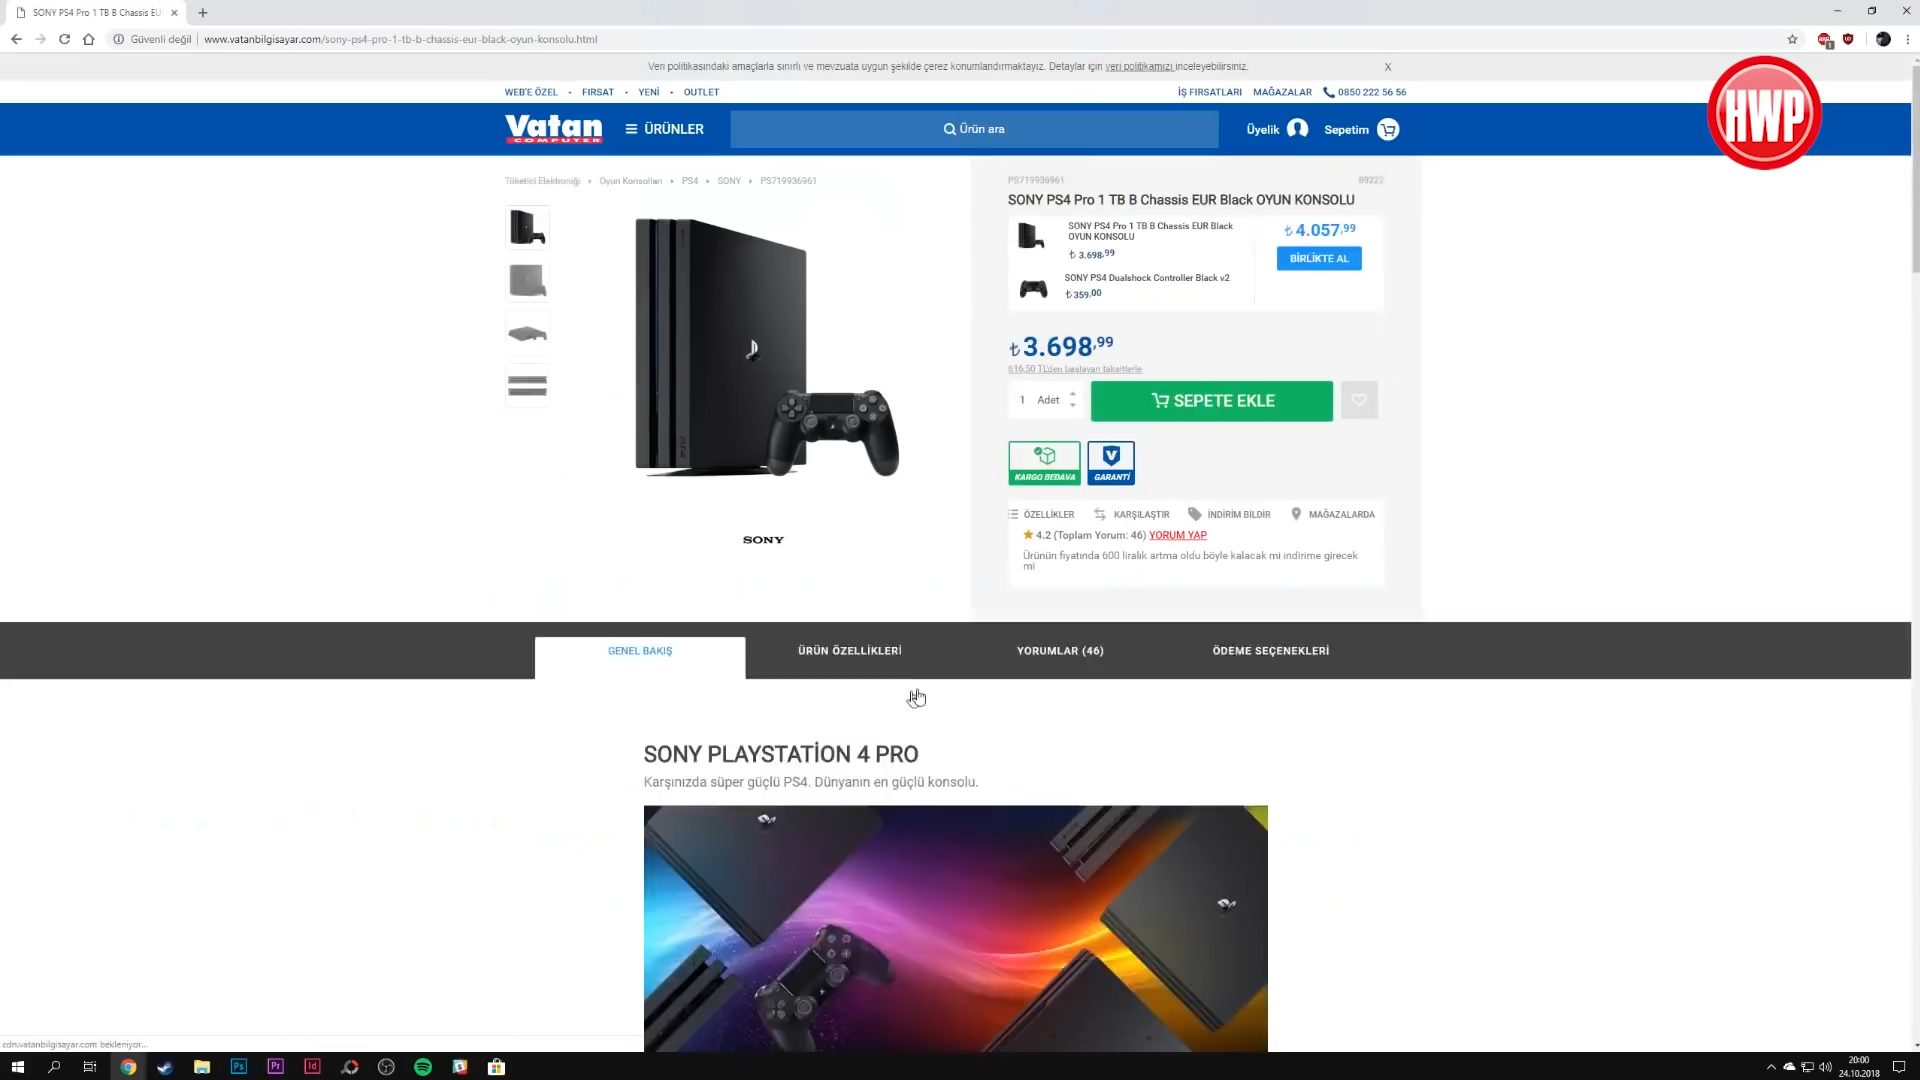 SONY PS4 Pro 1 TB B Chassis EU
Güvenli değil
www.vatanbilgisayar.com/sony-ps4-pro-1-tb-b-chassis-eur-black-oyun-konsolu.html
Veri politikasındaki amaçlarla sınırlı ve mevzuata uygun şekilde çerez konumlandırmaktayız. Detaylar için veri politikamızı inceleyebilirsiniz.
X
WEB'E ÖZEL • FIRSAT • YENİ • OUTLET
İŞ FIRSATLARI MAĞAZALAR 0850 222 56 56
Vatan
COMPUTER
ÜRÜNLER
Ürün ara
Üyelik
Sepetim
HWP
Tüketici Elektroniği Oyun Konsolları PS4 SONY PS719936961
PS719936961
89222
SONY PS4 Pro 1 TB B Chassis EUR Black OYUN KONSOLU
SONY PS4 Pro 1 TB B Chassis EUR Black
OYUN KONSOLU
₺ 3.698,99
SONY PS4 Dualshock Controller Black v2
₺ 359,00
₺ 4.057,99
BİRLİKTE AL
₺3.698,99
616,50 TL'den başlayan taksitlerle
1 Adet
SEPETE EKLE
KARGO BEDAVA
GARANTİ
ÖZELLİKLER
KARŞILAŞTIR
İNDİRİM BİLDİR
MAĞAZALARDA
4.2 (Toplam Yorum: 46) YORUM YAP
Ürünün fiyatında 600 liralık artma oldu böyle kalacak mi indirime girecek
mi
SONY
GENEL BAKIŞ
ÜRÜN ÖZELLİKLERİ
YORUMLAR (46)
ÖDEME SEÇENEKLERİ
SONY PLAYSTATİON 4 PRO
Karşınızda süper güçlü PS4. Dünyanın en güçlü konsolu.
cdn.vatanbilgisayar.com bekleniyor...
Ps
Pr
Id
20:00
24.10.2018